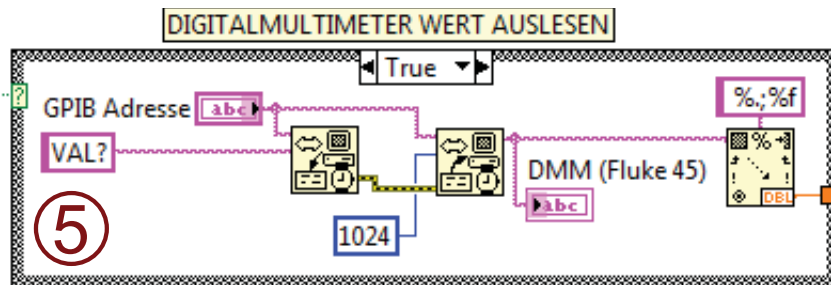 DIGITALMULTIMETER WERT AUSLESEN
True
?
GPIB Adresse
abc
%.;%f
VAL?
DMM (Fluke 45)
abc
DBL
1024
5